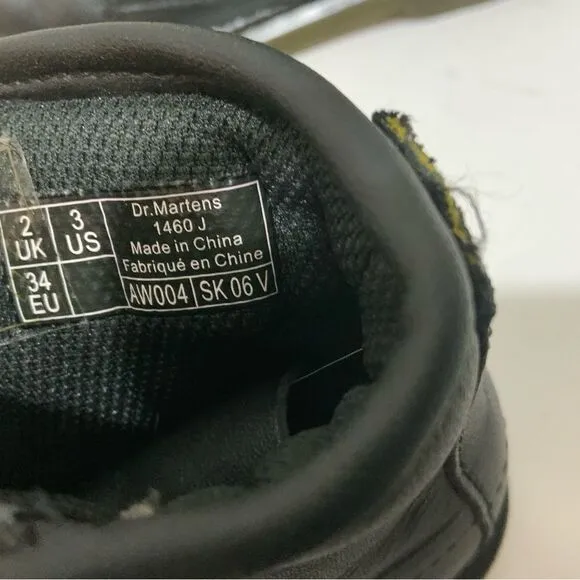 2
UK
3
US
34
EU
Dr.Martens
1460 J
Made in China
Fabriqué en Chine
AW004
SK 06 V